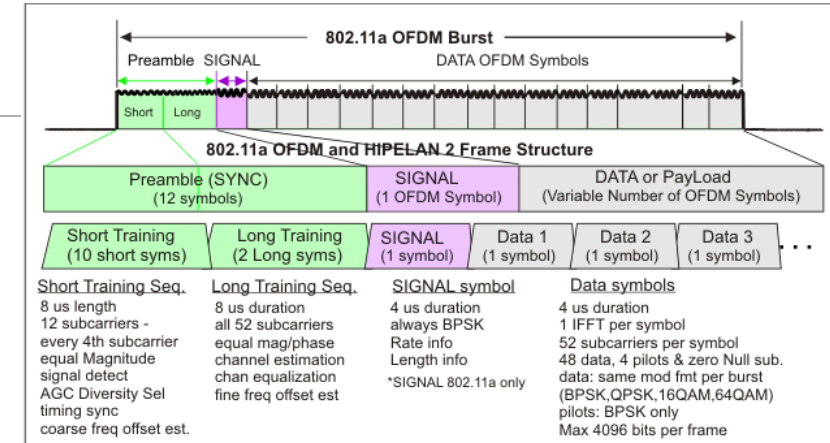 802.11a OFDM Burst
Preamble SIGNAL DATA OFDM Symbols
Short Long
802.11a OFDM and HIPELAN 2 Frame Structure
Preamble (SYNC)
(12 symbols)
SIGNAL
(1 OFDM Symbol)
DATA or PayLoad
(Variable Number of OFDM Symbols)
Short Training
(10 short syms)
Long Training
(2 Long syms)
SIGNAL
(1 symbol)
Data 1
(1 symbol)
Data 2
(1 symbol)
Data 3
(1 symbol)
. . .
Short Training Seq.
8 us length
12 subcarriers -
every 4th subcarrier
equal Magnitude
signal detect
AGC Diversity Sel
timing sync
coarse freq offset est.
Long Training Seq.
8 us duration
all 52 subcarriers
equal mag/phase
channel estimation
chan equalization
fine freq offset est
SIGNAL symbol
4 us duration
always BPSK
Rate info
Length info
*SIGNAL 802.11a only
Data symbols
4 us duration
1 IFFT per symbol
52 subcarriers per symbol
48 data, 4 pilots & zero Null sub.
data: same mod fmt per burst
(BPSK,QPSK,16QAM,64QAM)
pilots: BPSK only
Max 4096 bits per frame